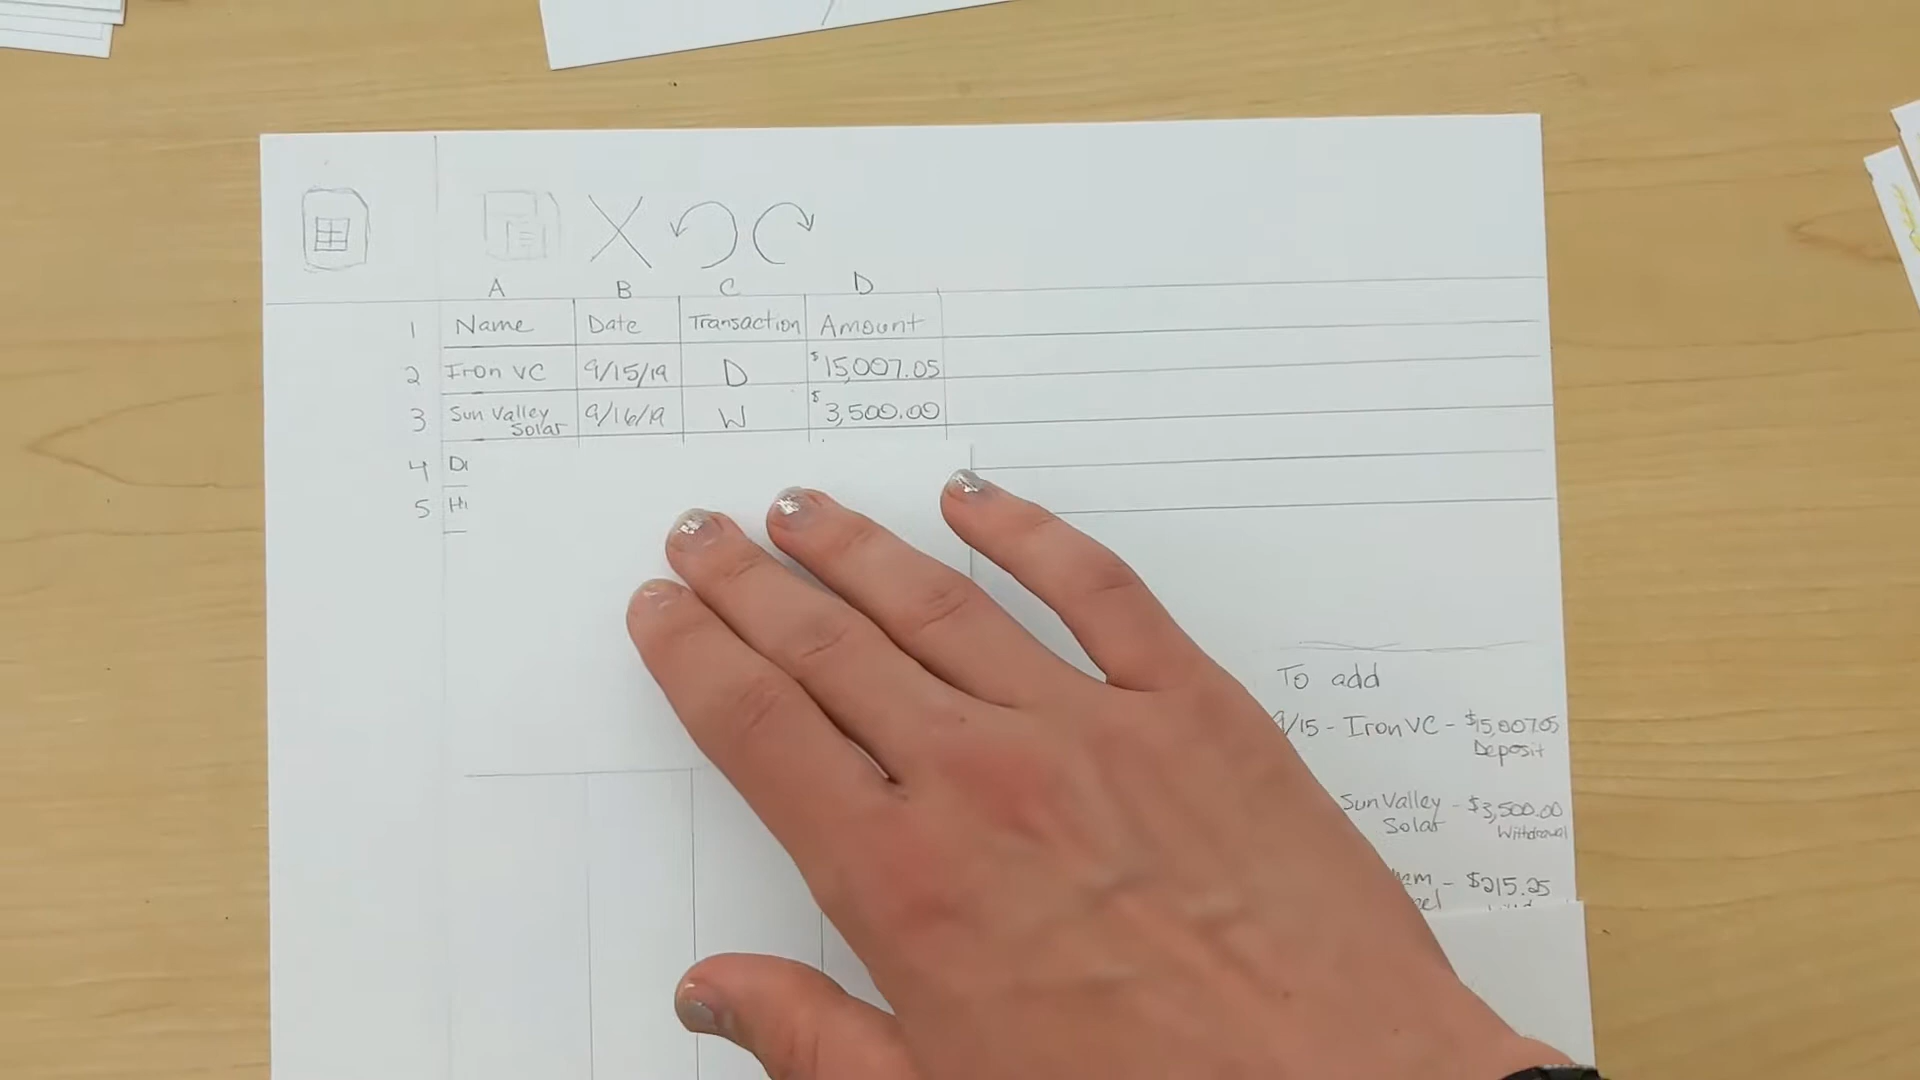 A B C D
1 Name Date Transaction Amount
2 Iron VC 9/15/19 D $15,007.05
3 Sun Valley Solar 9/16/19 W $3,500.00
4
5
To add
9/15 - Iron VC - $15,007.05
Deposit
Sun Valley - $3,500.00
Solar Withdrawal
- $215.25